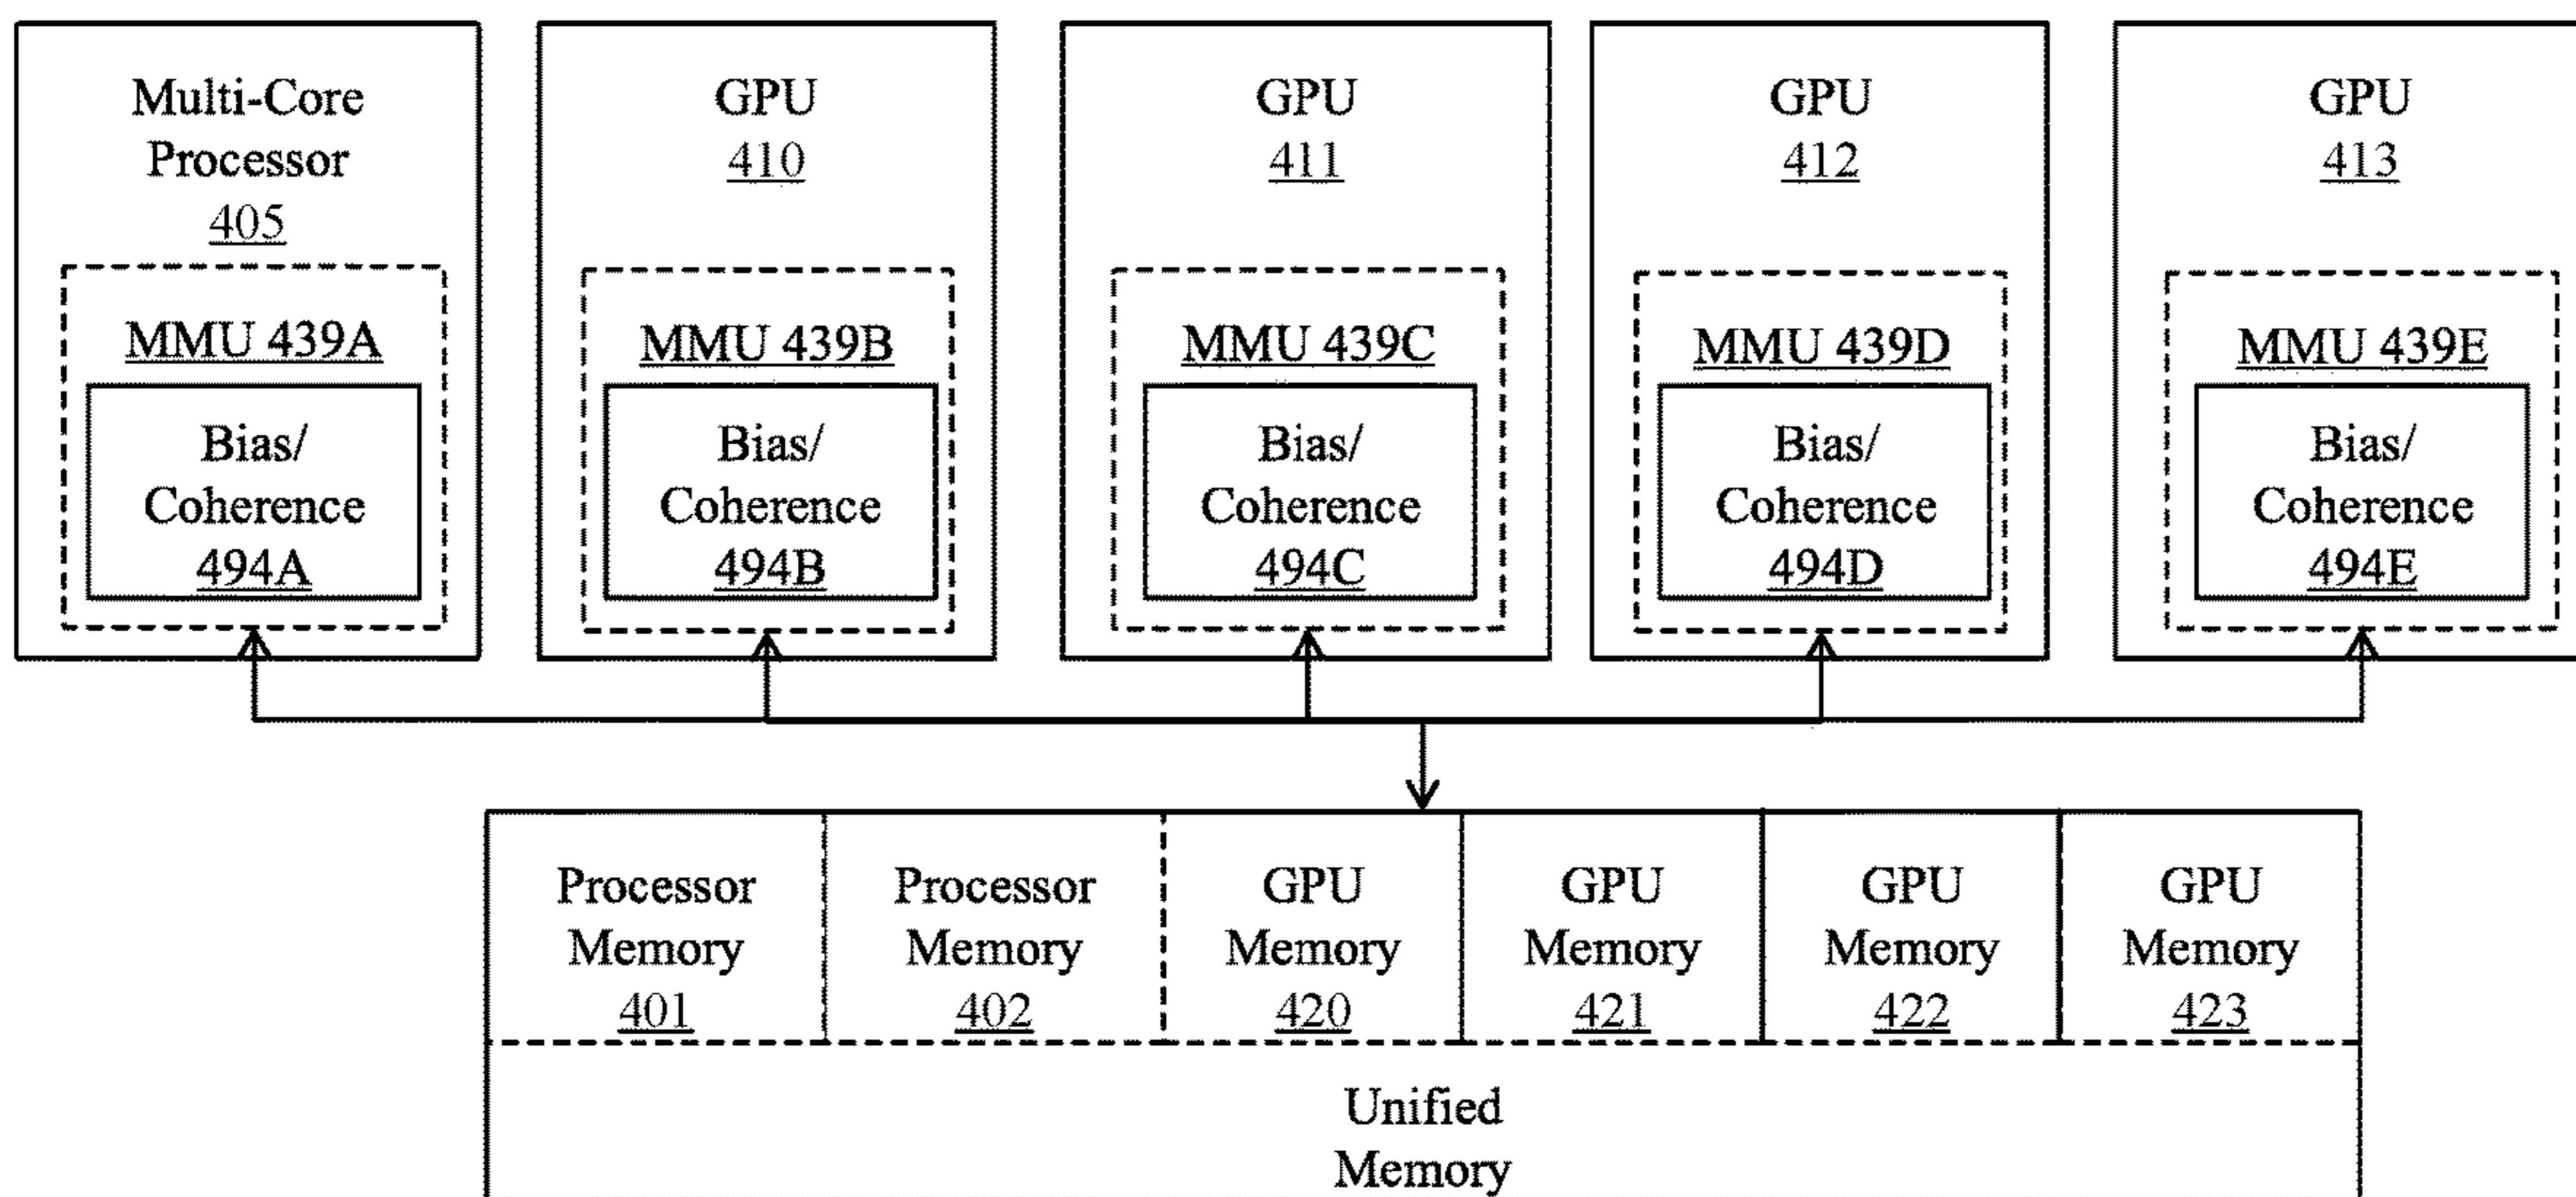 Multi-Core
Processor
405
MMU 439A
Bias/
Coherence
494A
GPU
410
MMU 439B
Bias/
Coherence
494B
GPU
411
MMU 439C
Bias/
Coherence
494C
GPU
412
MMU 439D
Bias/
Coherence
494D
GPU
413
MMU 439E
Bias/
Coherence
494E
Processor
Memory
401
Processor
Memory
402
GPU
Memory
420
GPU
Memory
421
GPU
Memory
422
GPU
Memory
423
Unified
Memory